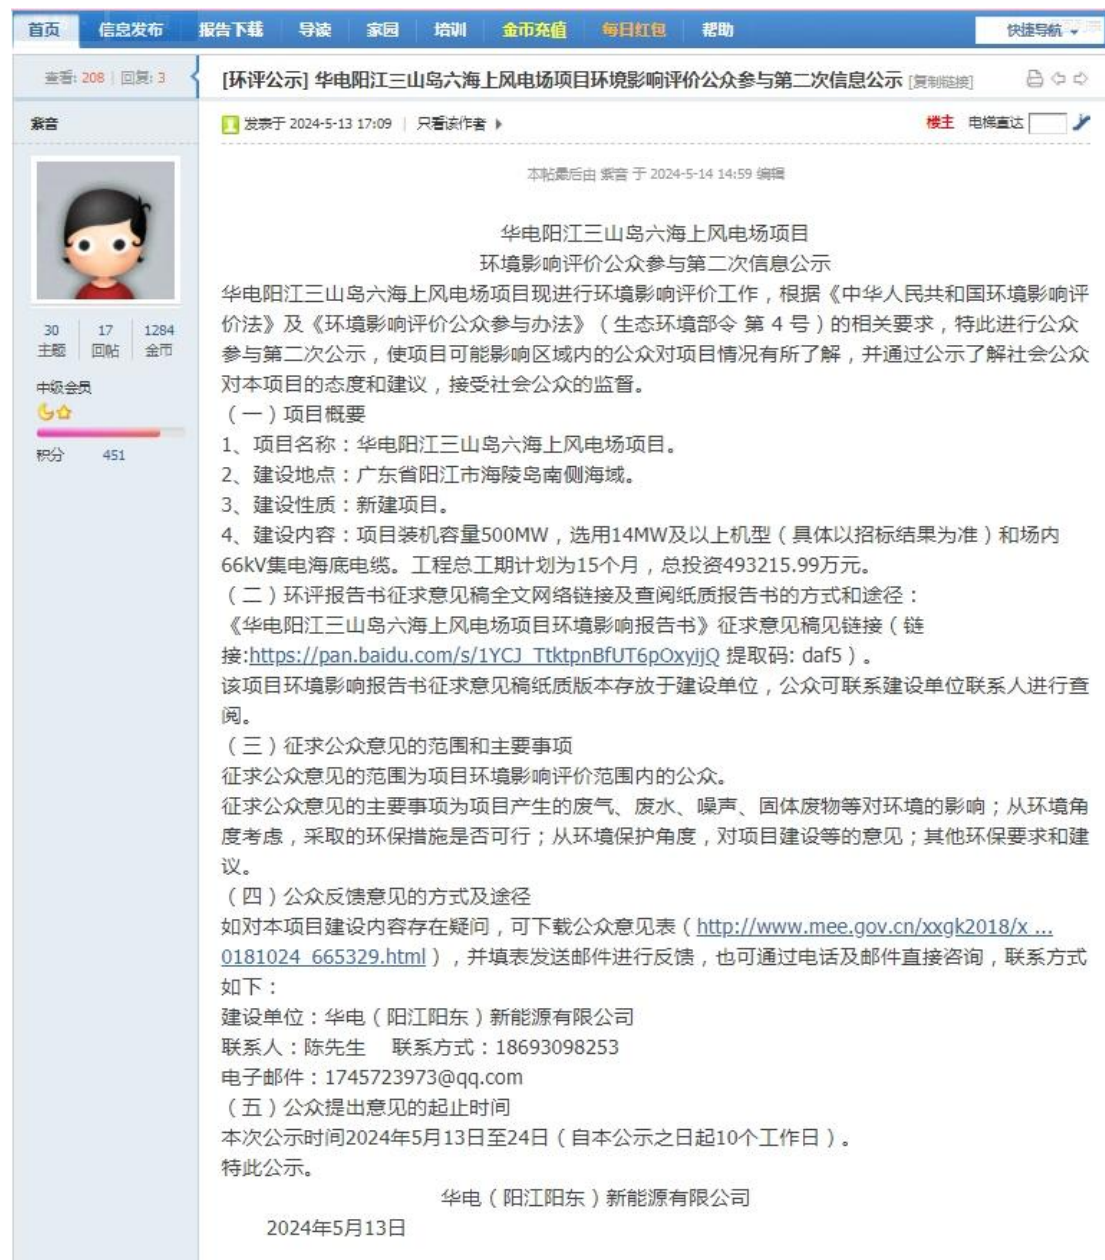 首页 信息发布 报告下载 导读 家园 培训 金币充值 每日红包 帮助 快捷导航
查看: 208 | 回复: 3
[环评公示] 华电阳江三山岛六海上风电场项目环境影响评价公众参与第二次信息公示 [复制链接]
紫音
发表于 2024-5-13 17:09 | 只看该作者
楼主 电梯直达
本帖最后由 紫音 于 2024-5-14 14:59 编辑
30 17 1284
主题 回帖 金币
中级会员
积分 451
华电阳江三山岛六海上风电场项目
环境影响评价公众参与第二次信息公示
华电阳江三山岛六海上风电场项目现进行环境影响评价工作，根据《中华人民共和国环境影响评
价法》及《环境影响评价公众参与办法》（生态环境部令 第 4 号）的相关要求，特此进行公众
参与第二次公示，使项目可能影响区域内的公众对项目情况有所了解，并通过公示了解社会公众
对本项目的态度和建议，接受社会公众的监督。
（一）项目概要
1、项目名称：华电阳江三山岛六海上风电场项目。
2、建设地点：广东省阳江市海陵岛南侧海域。
3、建设性质：新建项目。
4、建设内容：项目装机容量500MW，选用14MW及以上机型（具体以招标结果为准）和场内
66kV集电海底电缆。工程总工期计划为15个月，总投资493215.99万元。
（二）环评报告书征求意见稿全文网络链接及查阅纸质报告书的方式和途径：
《华电阳江三山岛六海上风电场项目环境影响报告书》征求意见稿见链接（链
接:https://pan.baidu.com/s/1YCJ_TtktpnBfUT6pOxyijQ 提取码: daf5）。
该项目环境影响报告书征求意见稿纸质版本存放于建设单位，公众可联系建设单位联系人进行查
阅。
（三）征求公众意见的范围和主要事项
征求公众意见的范围为项目环境影响评价范围内的公众。
征求公众意见的主要事项为项目产生的废气、废水、噪声、固体废物等对环境的影响；从环境角
度考虑，采取的环保措施是否可行；从环境保护角度，对项目建设等的意见；其他环保要求和建
议。
（四）公众反馈意见的方式及途径
如对本项目建设内容存在疑问，可下载公众意见表（http://www.mee.gov.cn/xxgk2018/x ...
0181024_665329.html），并填表发送邮件进行反馈，也可通过电话及邮件直接咨询，联系方式
如下：
建设单位：华电（阳江阳东）新能源有限公司
联系人：陈先生 联系方式：18693098253
电子邮件：1745723973@qq.com
（五）公众提出意见的起止时间
本次公示时间2024年5月13日至24日（自本公示之日起10个工作日）。
特此公示。
华电（阳江阳东）新能源有限公司
2024年5月13日